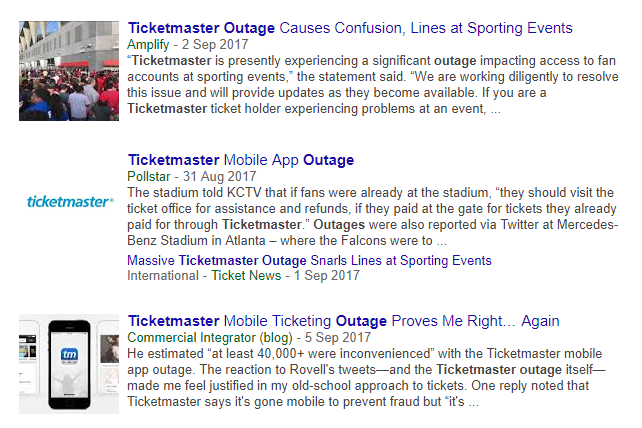 Ticketmaster Outage Causes Confusion, Lines at Sporting Events
Amplify - 2 Sep 2017
“Ticketmaster is presently experiencing a significant outage impacting access to fan
accounts at sporting events,” the statement said. “We are working diligently to resolve
this issue and will provide updates as they become available. If you are a
Ticketmaster ticket holder experiencing problems at an event, ...
Ticketmaster Mobile App Outage
Pollstar - 31 Aug 2017
ticketmaster®
The stadium told KCTV that if fans were already at the stadium, “they should visit the
ticket office for assistance and refunds, if they paid at the gate for tickets they already
paid for through Ticketmaster.” Outages were also reported via Twitter at Mercedes-
Benz Stadium in Atlanta – where the Falcons were to ...
Massive Ticketmaster Outage Snarls Lines at Sporting Events
International - Ticket News - 1 Sep 2017
Ticketmaster Mobile Ticketing Outage Proves Me Right... Again
Commercial Integrator (blog) - 5 Sep 2017
tm
He estimated “at least 40,000+ were inconvenienced” with the Ticketmaster mobile
app outage. The reaction to Rovell's tweets—and the Ticketmaster outage itself—
made me feel justified in my old-school approach to tickets. One reply noted that
Ticketmaster says it's gone mobile to prevent fraud but “it's ...